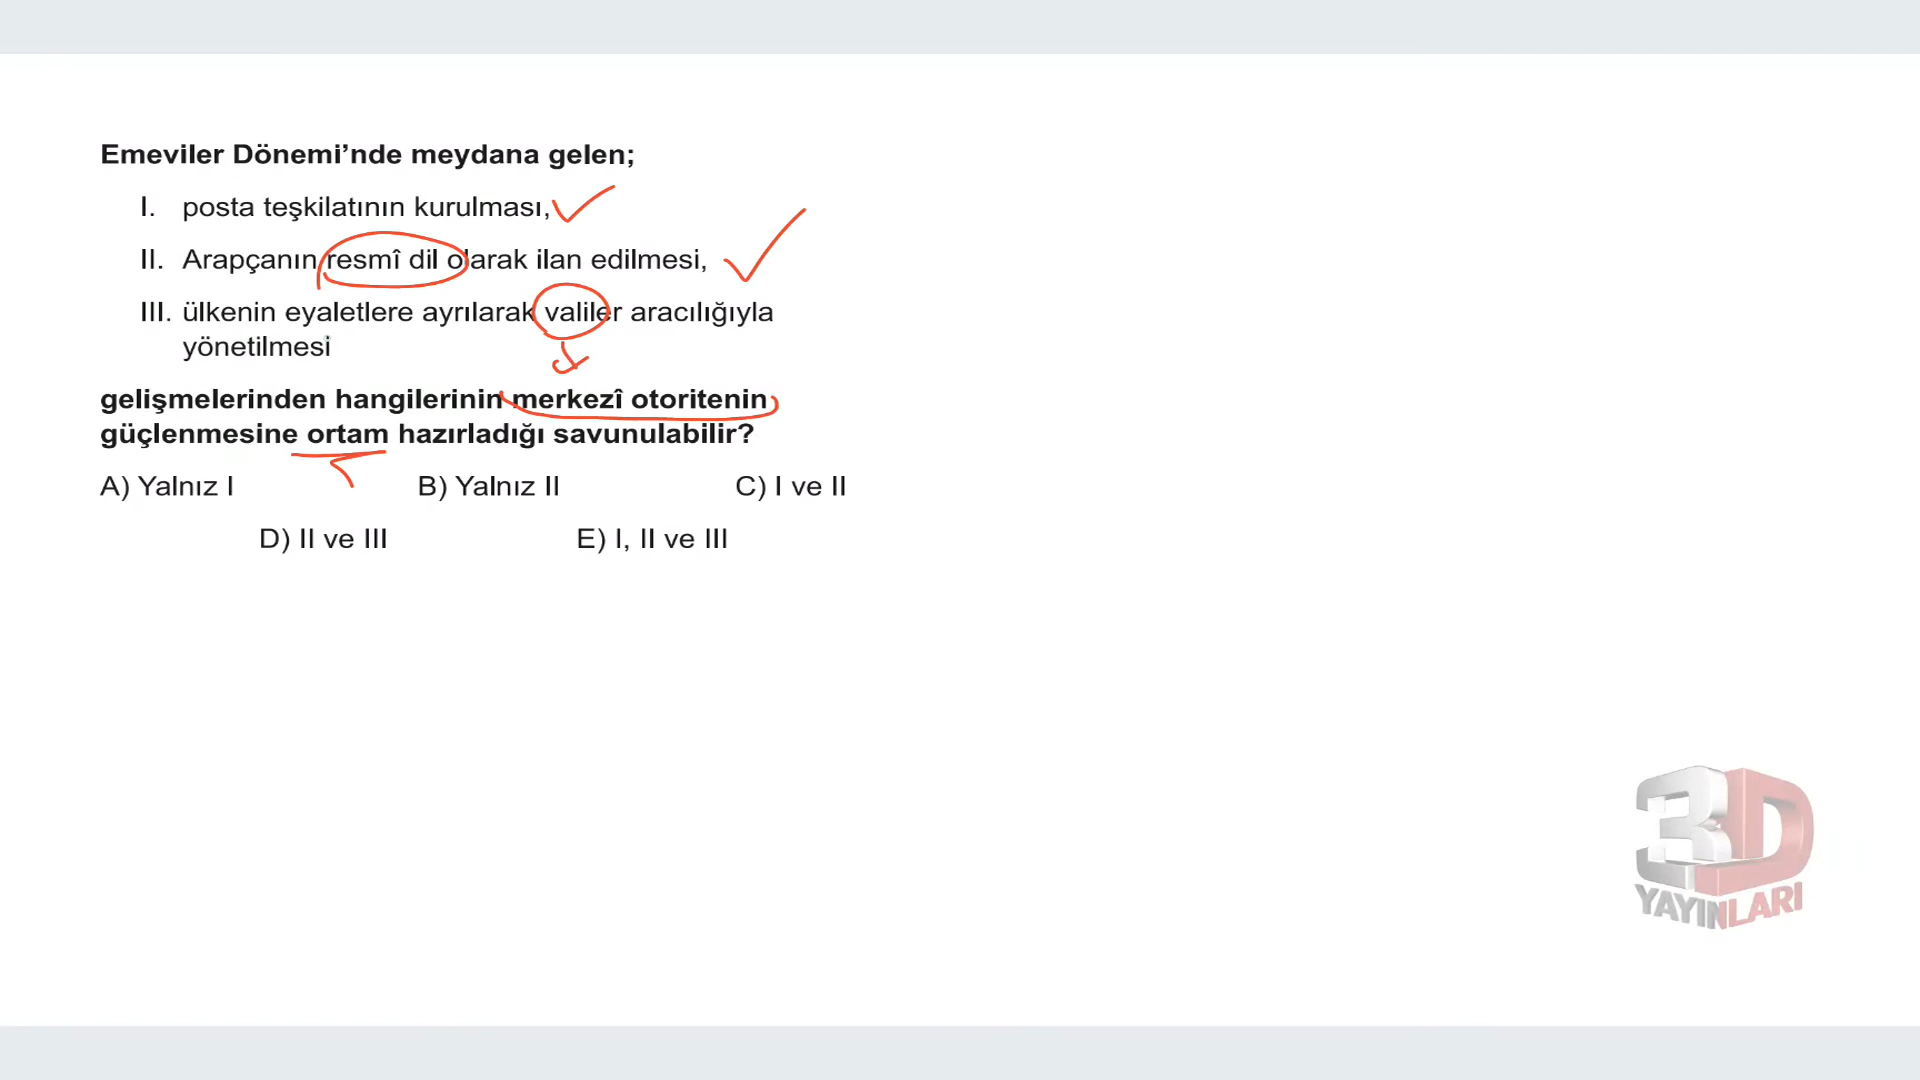 Emeviler Dönemi’nde meydana gelen;
I. posta teşkilatının kurulması,
II. Arapçanın resmî dil olarak ilan edilmesi,
III. ülkenin eyaletlere ayrılarak valiler aracılığıyla
yönetilmesi
gelişmelerinden hangilerinin merkezî otoritenin
güçlenmesine ortam hazırladığı savunulabilir?
A) Yalnız I B) Yalnız II C) I ve II
D) II ve III E) I, II ve III
3D
YAYINLARI